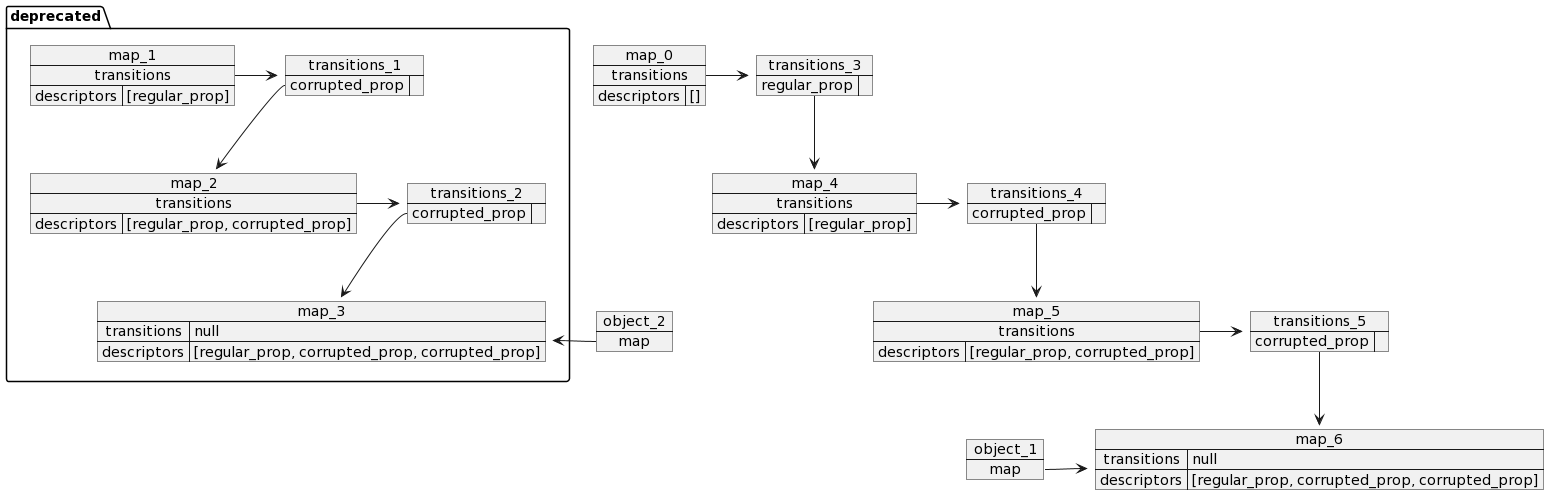 deprecated
map_1
transitions
descriptors [regular_prop]
transitions_1
corrupted_prop
map_0
transitions
descriptors []
transitions_3
regular_prop
map_2
transitions
descriptors [regular_prop, corrupted_prop]
transitions_2
corrupted_prop
map_4
transitions
descriptors [regular_prop]
transitions_4
corrupted_prop
map_3
transitions null
descriptors [regular_prop, corrupted_prop, corrupted_prop]
object_2
map
map_5
transitions
descriptors [regular_prop, corrupted_prop]
transitions_5
corrupted_prop
object_1
map
map_6
transitions null
descriptors [regular_prop, corrupted_prop, corrupted_prop]